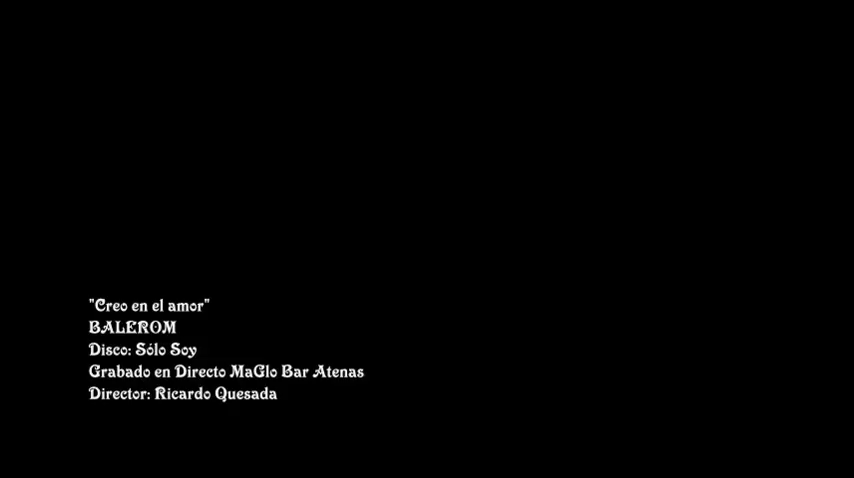 "Creo en el amor"
BALEROM
Disco: Sólo Soy
Grabado en Directo MaGlo Bar Atenas
Director: Ricardo Quesada